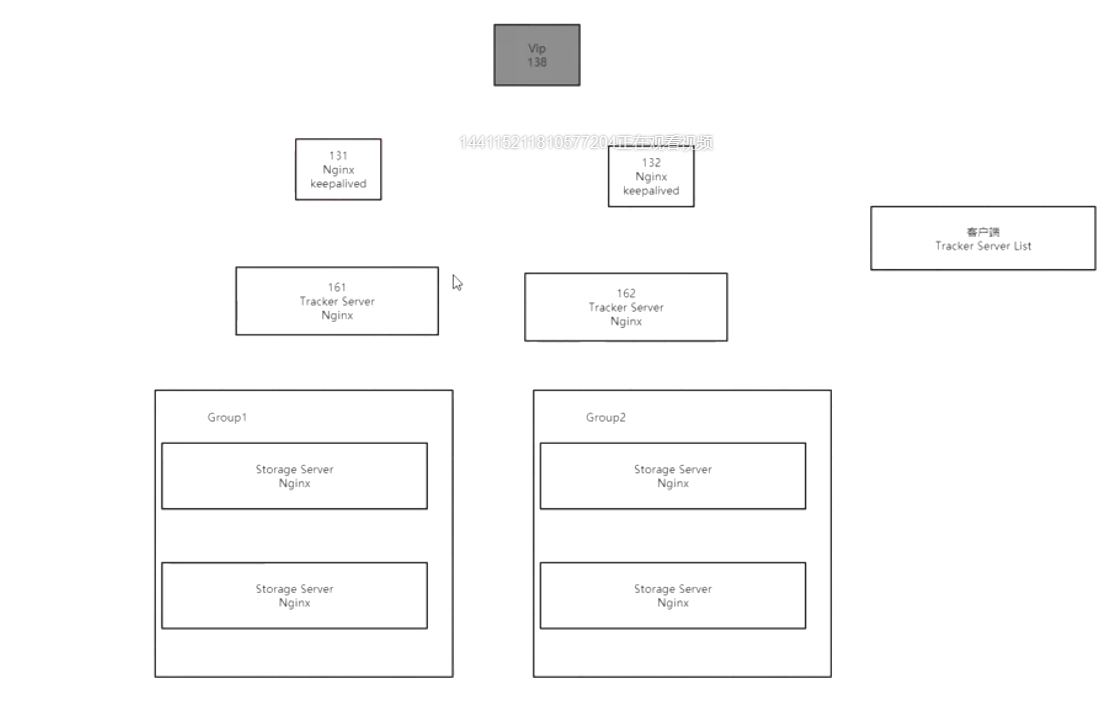 Vip
138
144115211810577204正在观看视频
131
Nginx
keepalived
132
Nginx
keepalived
客户端
Tracker Server List
161
Tracker Server
Nginx
162
Tracker Server
Nginx
Group1
Storage Server
Nginx
Storage Server
Nginx
Group2
Storage Server
Nginx
Storage Server
Nginx